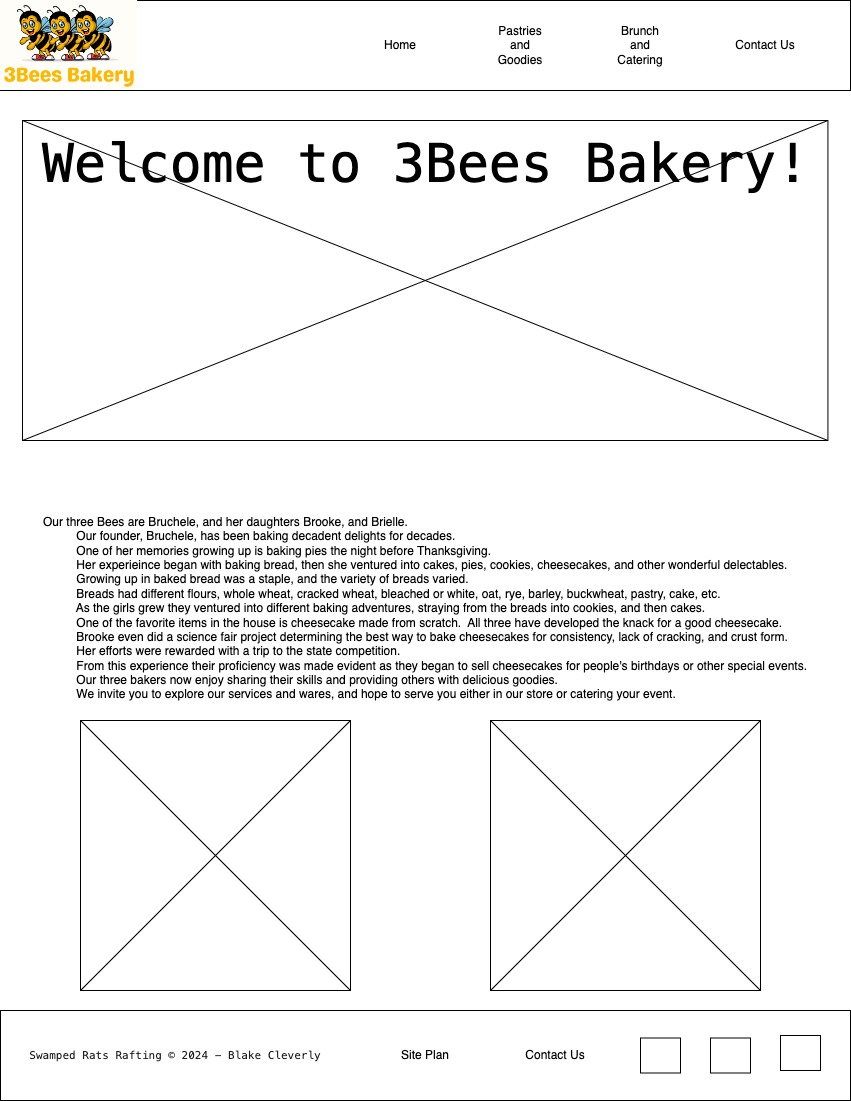 3Bees Bakery
Home
Pastries
and
Goodies
Brunch
and
Catering
Contact Us
Welcome to 3Bees Bakery!
Our three Bees are Bruchele, and her daughters Brooke, and Brielle.
Our founder, Bruchele, has been baking decadent delights for decades.
One of her memories growing up is baking pies the night before Thanksgiving.
Her experieince began with baking bread, then she ventured into cakes, pies, cookies, cheesecakes, and other wonderful delectables.
Growing up in baked bread was a staple, and the variety of breads varied.
Breads had different flours, whole wheat, cracked wheat, bleached or white, oat, rye, barley, buckwheat, pastry, cake, etc.
As the girls grew they ventured into different baking adventures, straying from the breads into cookies, and then cakes.
One of the favorite items in the house is cheesecake made from scratch.  All three have developed the knack for a good cheesecake.
Brooke even did a science fair project determining the best way to bake cheesecakes for consistency, lack of cracking, and crust form.
Her efforts were rewarded with a trip to the state competition.
From this experience their proficiency was made evident as they began to sell cheesecakes for people's birthdays or other special events.
Our three bakers now enjoy sharing their skills and providing others with delicious goodies.
We invite you to explore our services and wares, and hope to serve you either in our store or catering your event.
Swamped Rats Rafting © 2024 – Blake Cleverly
Site Plan
Contact Us